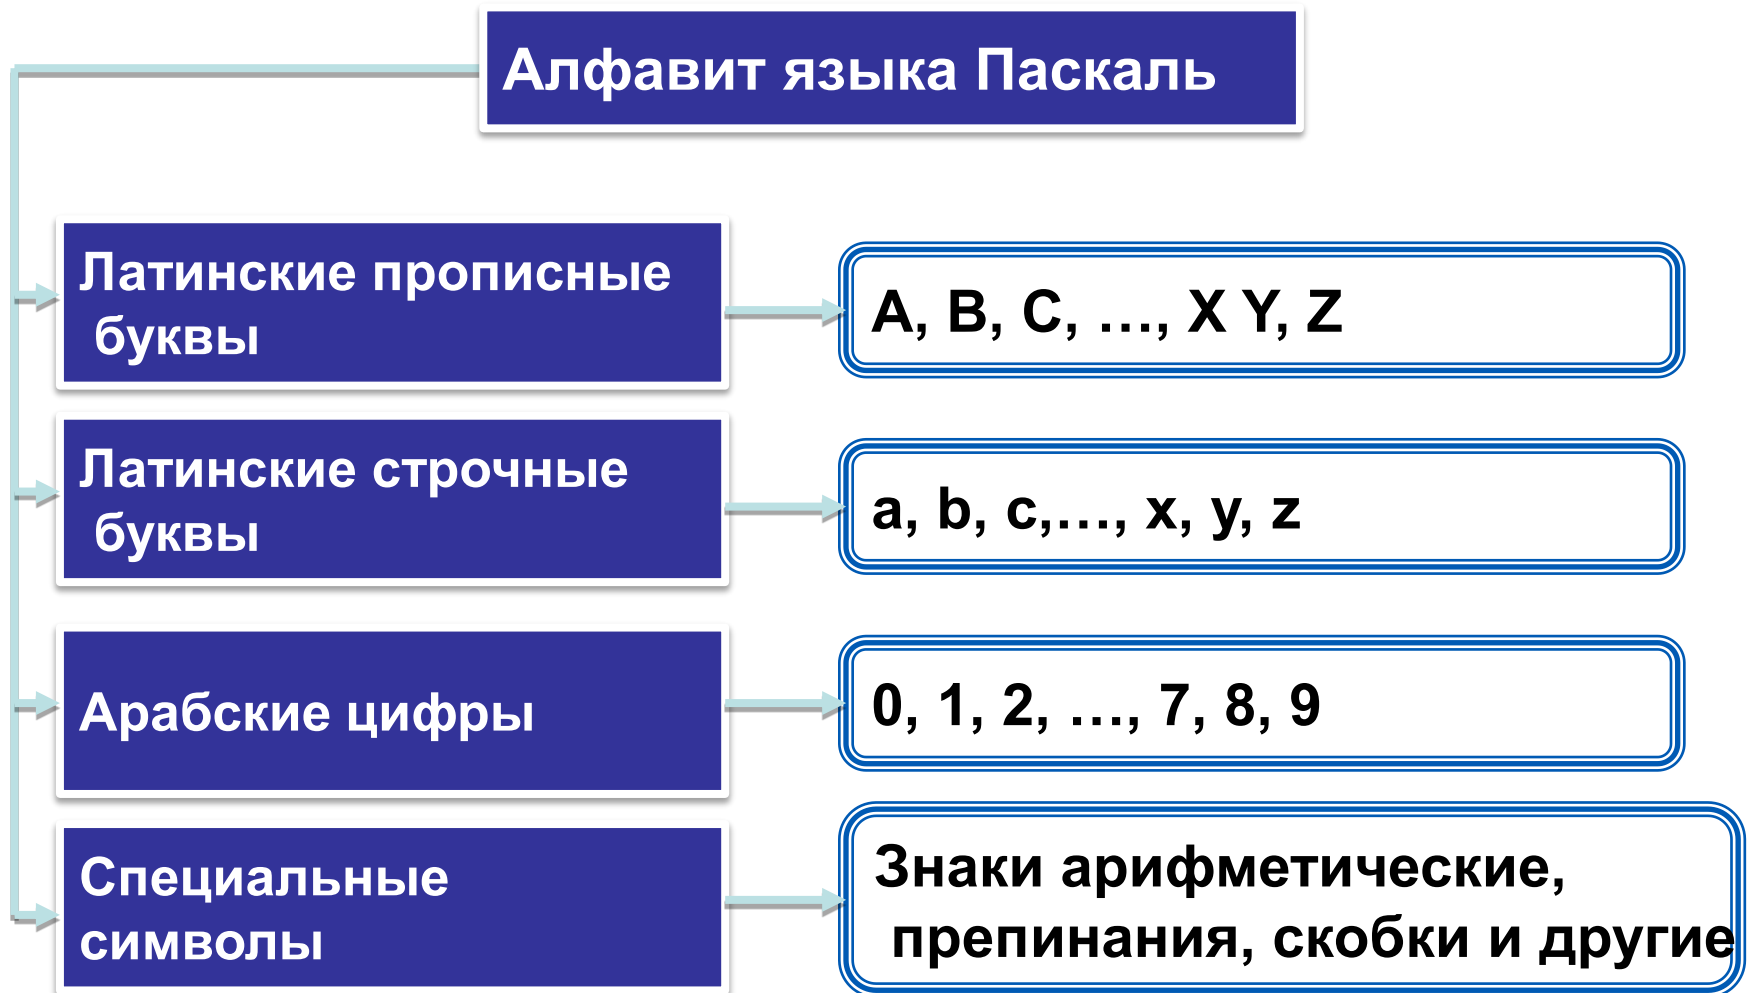 Алфавит языка Паскаль
Латинские прописные
буквы
A, B, C, …, X Y, Z
Латинские строчные
буквы
a, b, c,…, x, y, z
Арабские цифры
0, 1, 2, …, 7, 8, 9
Специальные
символы
Знаки арифметические,
препинания, скобки и другие